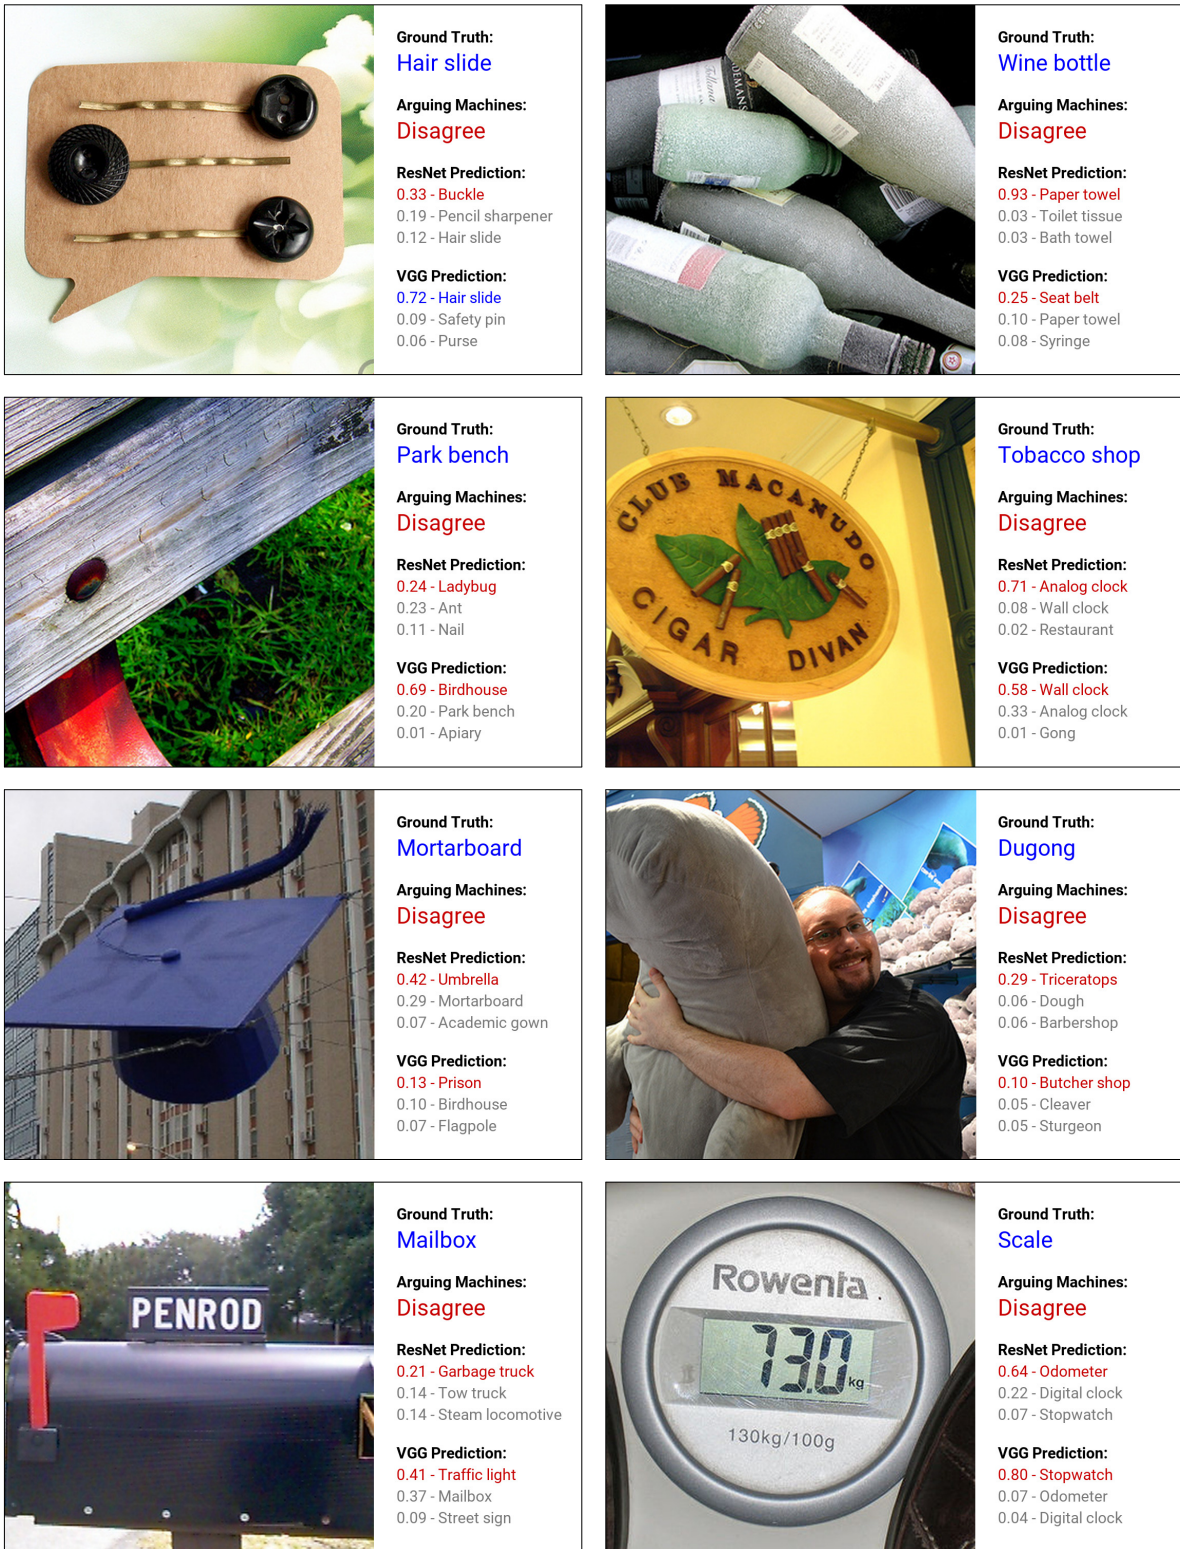 Ground Truth:
Hair slide
Arguing Machines:
Disagree
ResNet Prediction:
0.33 - Buckle
0.19 - Pencil sharpener
0.12 - Hair slide
VGG Prediction:
0.72 - Hair slide
0.09 - Safety pin
0.06 - Purse
Ground Truth:
Wine bottle
Arguing Machines:
Disagree
ResNet Prediction:
0.93 - Paper towel
0.03 - Toilet tissue
0.03 - Bath towel
VGG Prediction:
0.25 - Seat belt
0.10 - Paper towel
0.08 - Syringe
Ground Truth:
Park bench
Arguing Machines:
Disagree
ResNet Prediction:
0.24 - Ladybug
0.23 - Ant
0.11 - Nail
VGG Prediction:
0.69 - Birdhouse
0.20 - Park bench
0.01 - Apiary
CLUB MACANUDO
CIGAR DIVAN
Ground Truth:
Tobacco shop
Arguing Machines:
Disagree
ResNet Prediction:
0.71 - Analog clock
0.08 - Wall clock
0.02 - Restaurant
VGG Prediction:
0.58 - Wall clock
0.33 - Analog clock
0.01 - Gong
Ground Truth:
Mortarboard
Arguing Machines:
Disagree
ResNet Prediction:
0.42 - Umbrella
0.29 - Mortarboard
0.07 - Academic gown
VGG Prediction:
0.13 - Prison
0.10 - Birdhouse
0.07 - Flagpole
Ground Truth:
Dugong
Arguing Machines:
Disagree
ResNet Prediction:
0.29 - Triceratops
0.06 - Dough
0.06 - Barbershop
VGG Prediction:
0.10 - Butcher shop
0.05 - Cleaver
0.05 - Sturgeon
PENROD
Ground Truth:
Mailbox
Arguing Machines:
Disagree
ResNet Prediction:
0.21 - Garbage truck
0.14 - Tow truck
0.14 - Steam locomotive
VGG Prediction:
0.41 - Traffic light
0.37 - Mailbox
0.09 - Street sign
Rowenta
73.0 kg
130kg/100g
Ground Truth:
Scale
Arguing Machines:
Disagree
ResNet Prediction:
0.64 - Odometer
0.22 - Digital clock
0.07 - Stopwatch
VGG Prediction:
0.80 - Stopwatch
0.07 - Odometer
0.04 - Digital clock